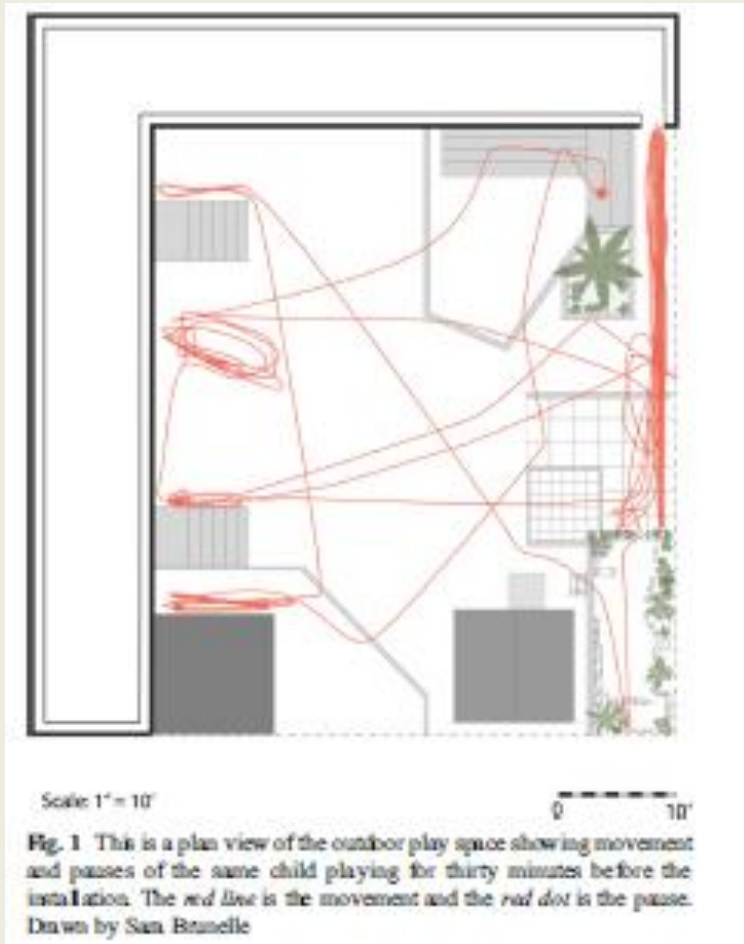 Scale: 1" = 10'
0 10'
Fig. 1 This is a plan view of the outdoor play space showing movement
and pauses of the same child playing for thirty minutes before the
installation. The red line is the movement and the red dot is the pause.
Drawn by Sara Brunelle